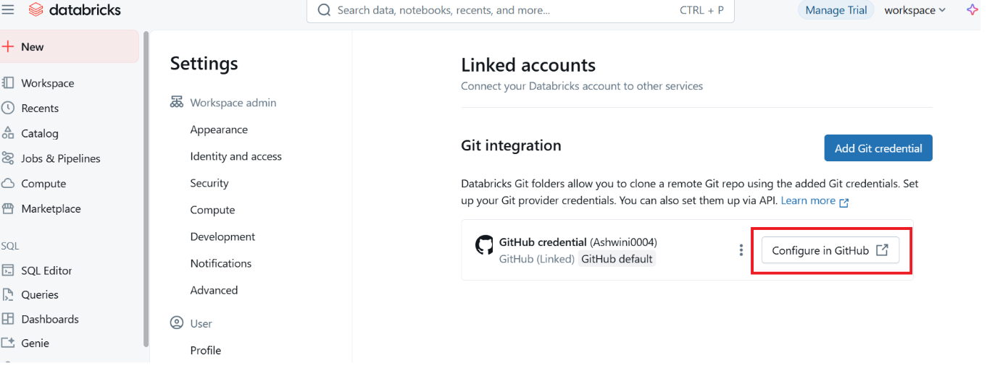 databricks
Search data, notebooks, recents, and more...
CTRL + P
Manage Trial
workspace
New
Workspace
Recents
Catalog
Jobs & Pipelines
Compute
Marketplace
SQL
SQL Editor
Queries
Dashboards
Genie
Settings
Workspace admin
Appearance
Identity and access
Security
Compute
Development
Notifications
Advanced
User
Profile
Linked accounts
Connect your Databricks account to other services
Git integration
Add Git credential
Databricks Git folders allow you to clone a remote Git repo using the added Git credentials. Set
up your Git provider credentials. You can also set them up via API. Learn more
GitHub credential (Ashwini0004)
GitHub (Linked) GitHub default
Configure in GitHub